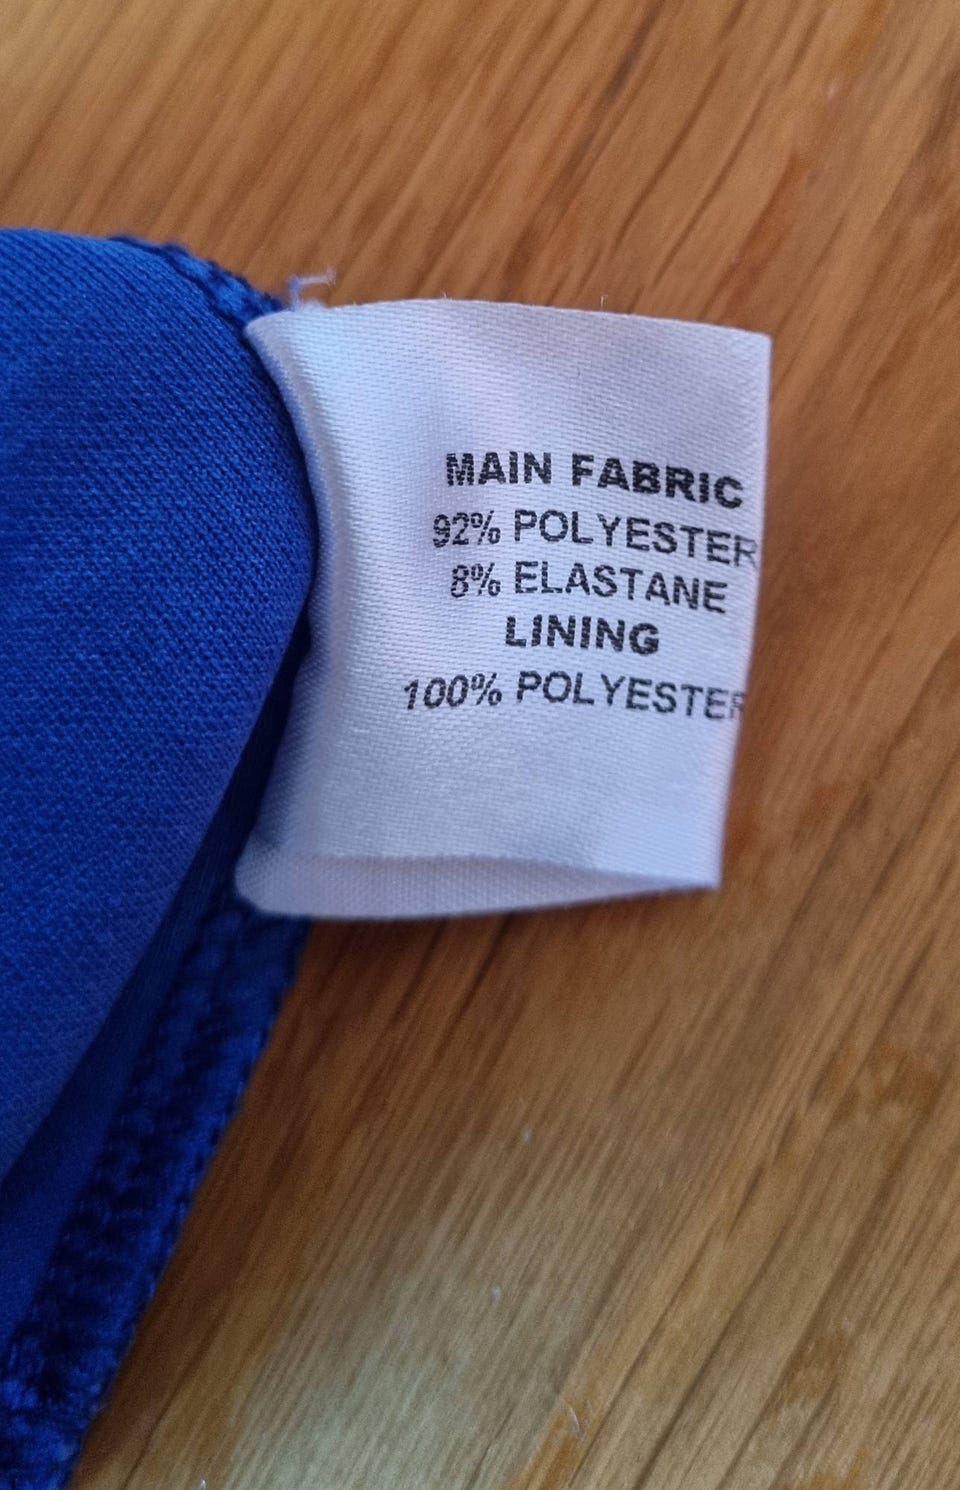 MAIN FABRIC
92% POLYESTER
8% ELASTANE
LINING
100% POLYESTER